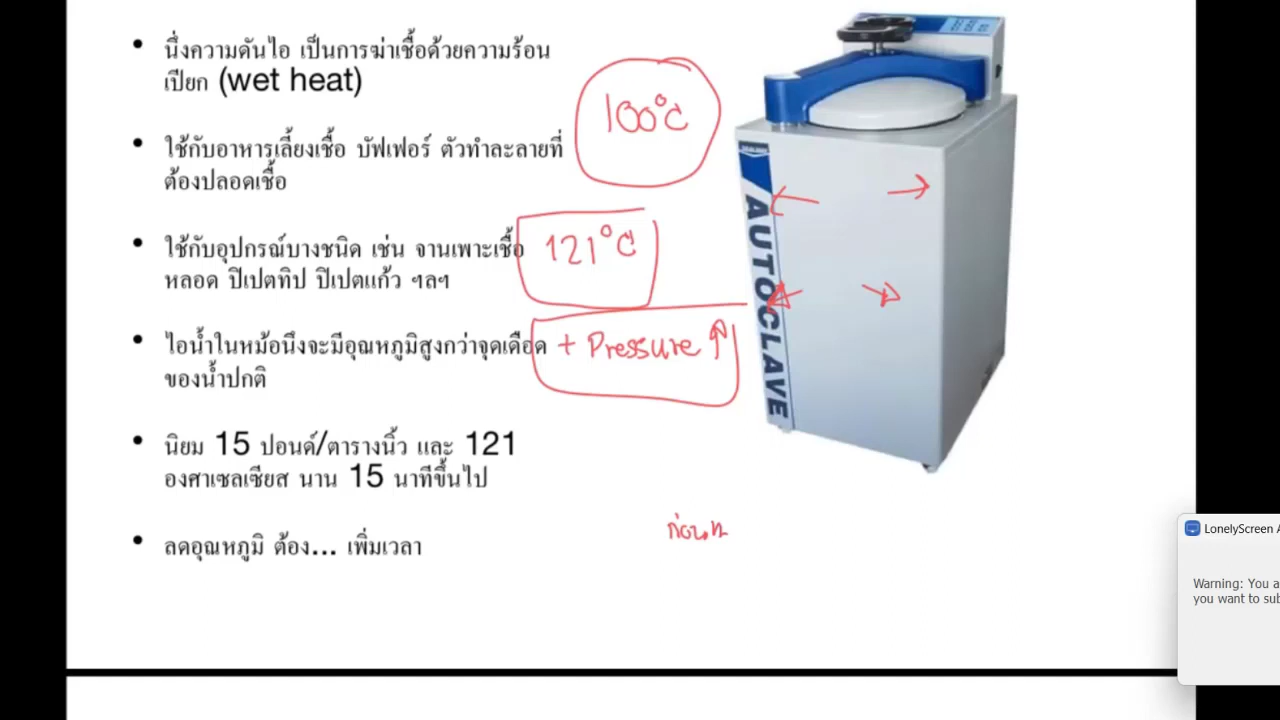 • นึ่งความดันไอ เป็นการฆ่าเชื้อด้วยความร้อน
เปียก (wet heat)
100°C
• ใช้กับอาหารเลี้ยงเชื้อ บัฟเฟอร์ ตัวทำละลายที่
ต้องปลอดเชื้อ
• ใช้กับอุปกรณ์บางชนิด เช่น จานเพาะเชื้อ
หลอด ปิเปตทิป ปิเปตแก้ว ฯลฯ
121°C
• ไอน้ำในหม้อนึ่งจะมีอุณหภูมิสูงกว่าจุดเดือด
ของน้ำปกติ
+ Pressure ↑
• นิยม 15 ปอนด์/ตารางนิ้ว และ 121
องศาเซลเซียส นาน 15 นาทีขึ้นไป
• ลดอุณหภูมิ ต้อง... เพิ่มเวลา
AUTOCLAVE
LonelyScreen
Warning: You
you want to